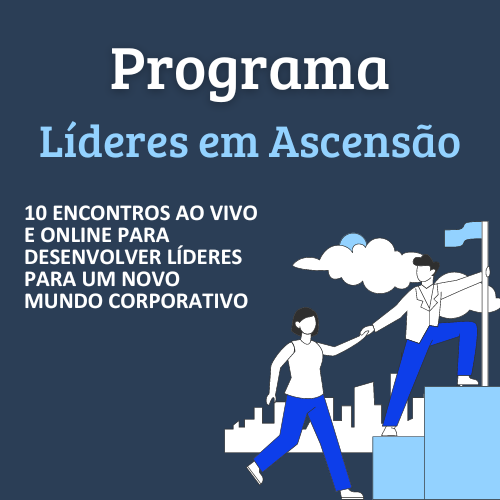 Programa
Líderes em Ascensão
10 ENCONTROS AO VIVO
E ONLINE PARA
DESENVOLVER LÍDERES
PARA UM NOVO
MUNDO CORPORATIVO